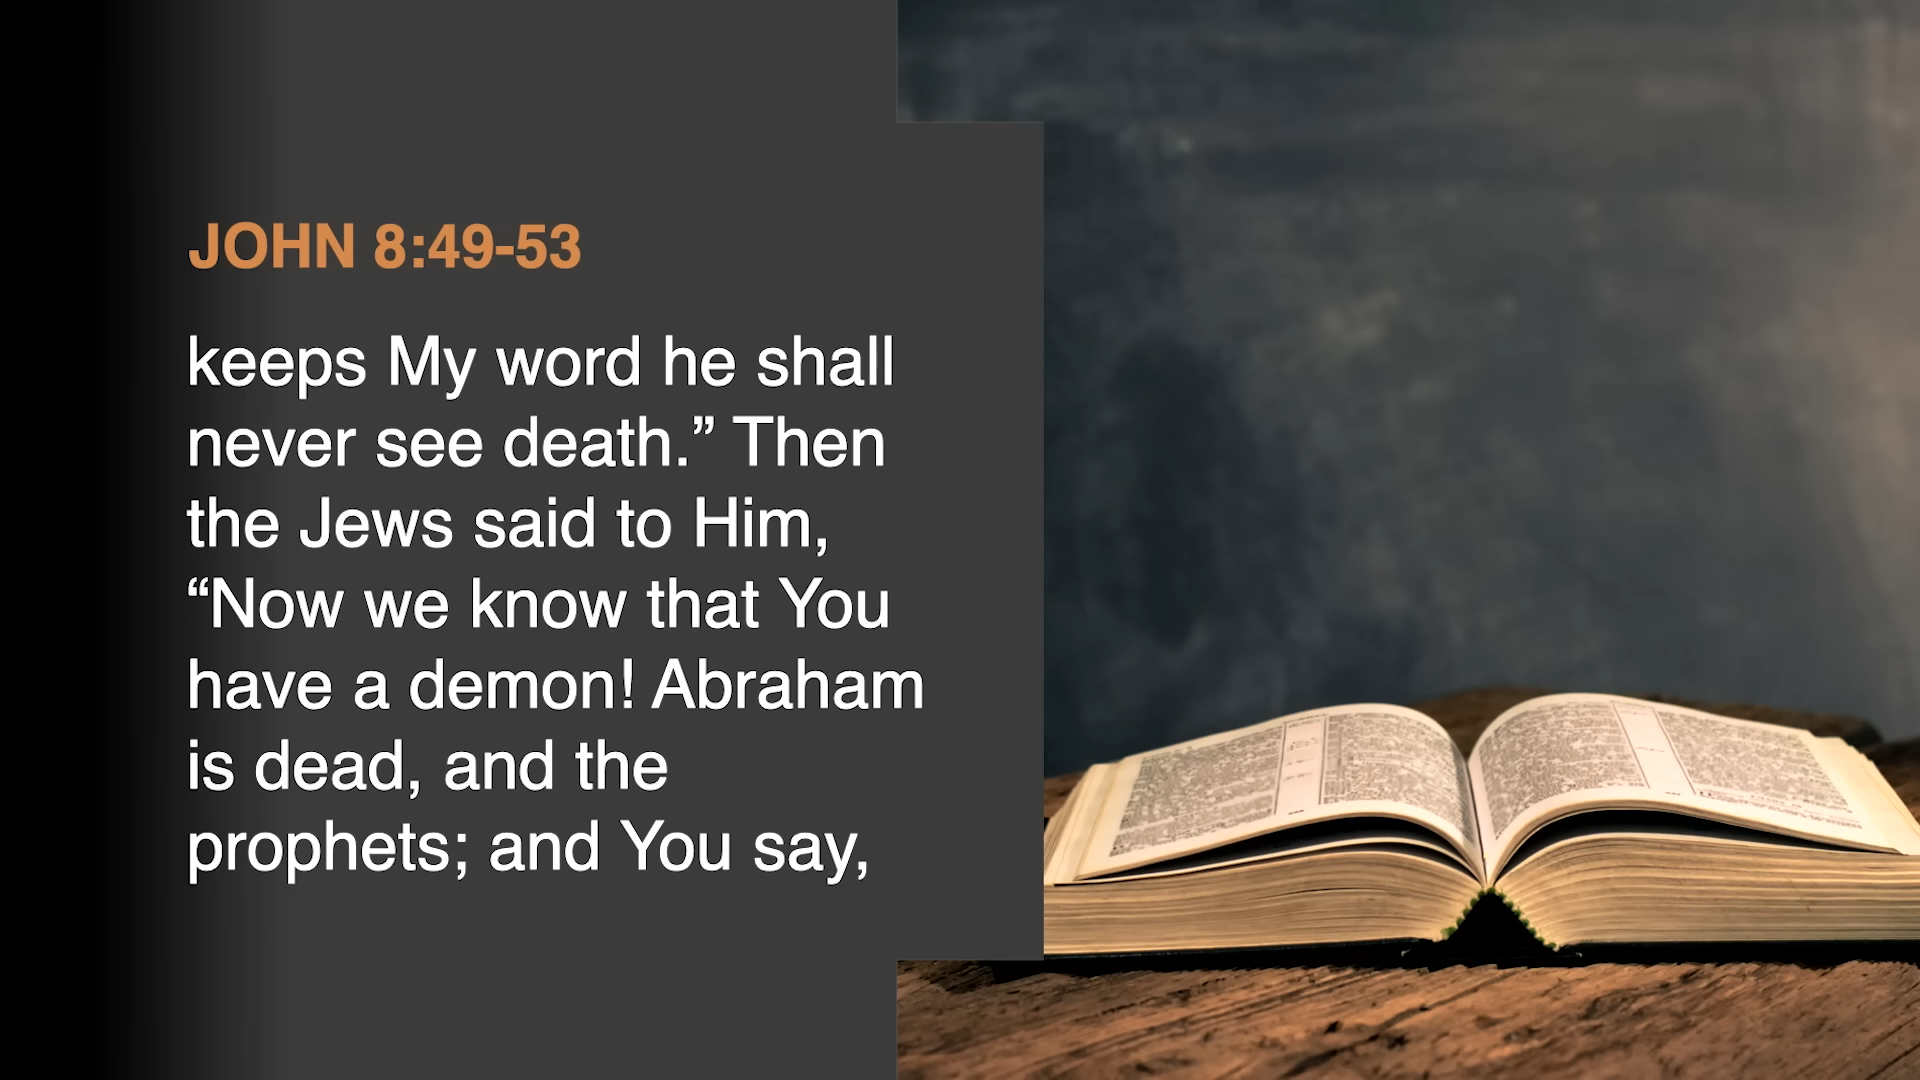 JOHN 8:49-53
keeps My word he shall
never see death.” Then
the Jews said to Him,
“Now we know that You
have a demon! Abraham
is dead, and the
prophets; and You say,